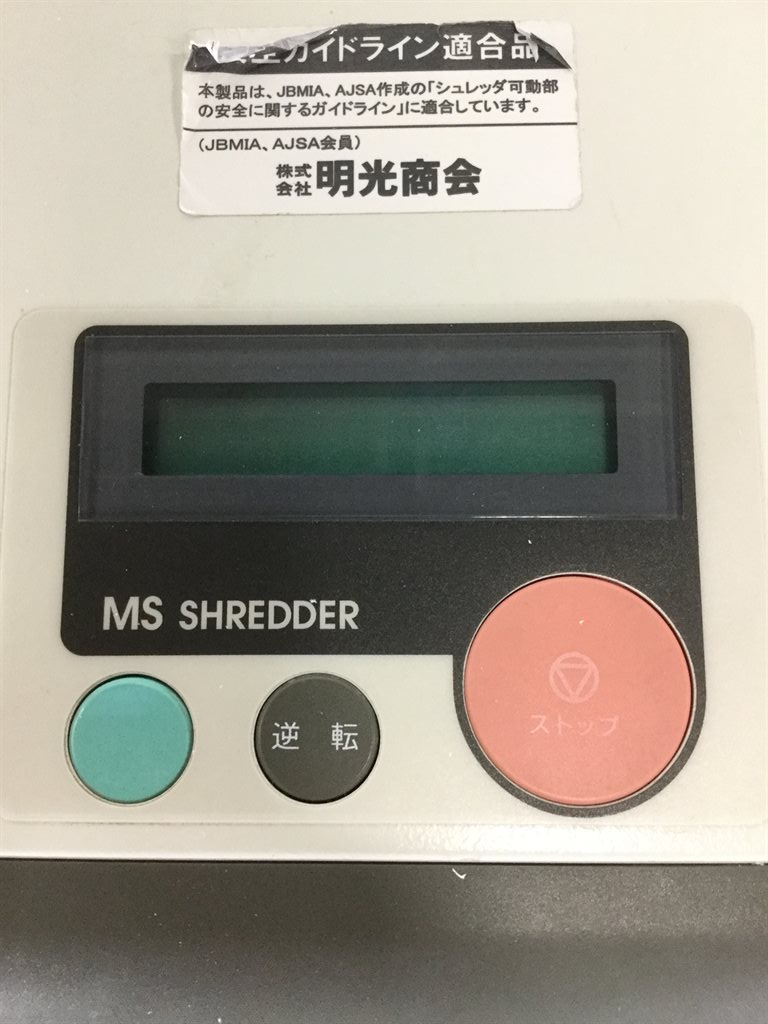 全ガイドライン適合品
本製品は、JBMIA、AJSA作成の「シュレッダ可動部
の安全に関するガイドライン」に適合しています。
(JBMIA、AJSA会員)
株式会社 明光商会
MS SHREDDER
逆転
ストップ